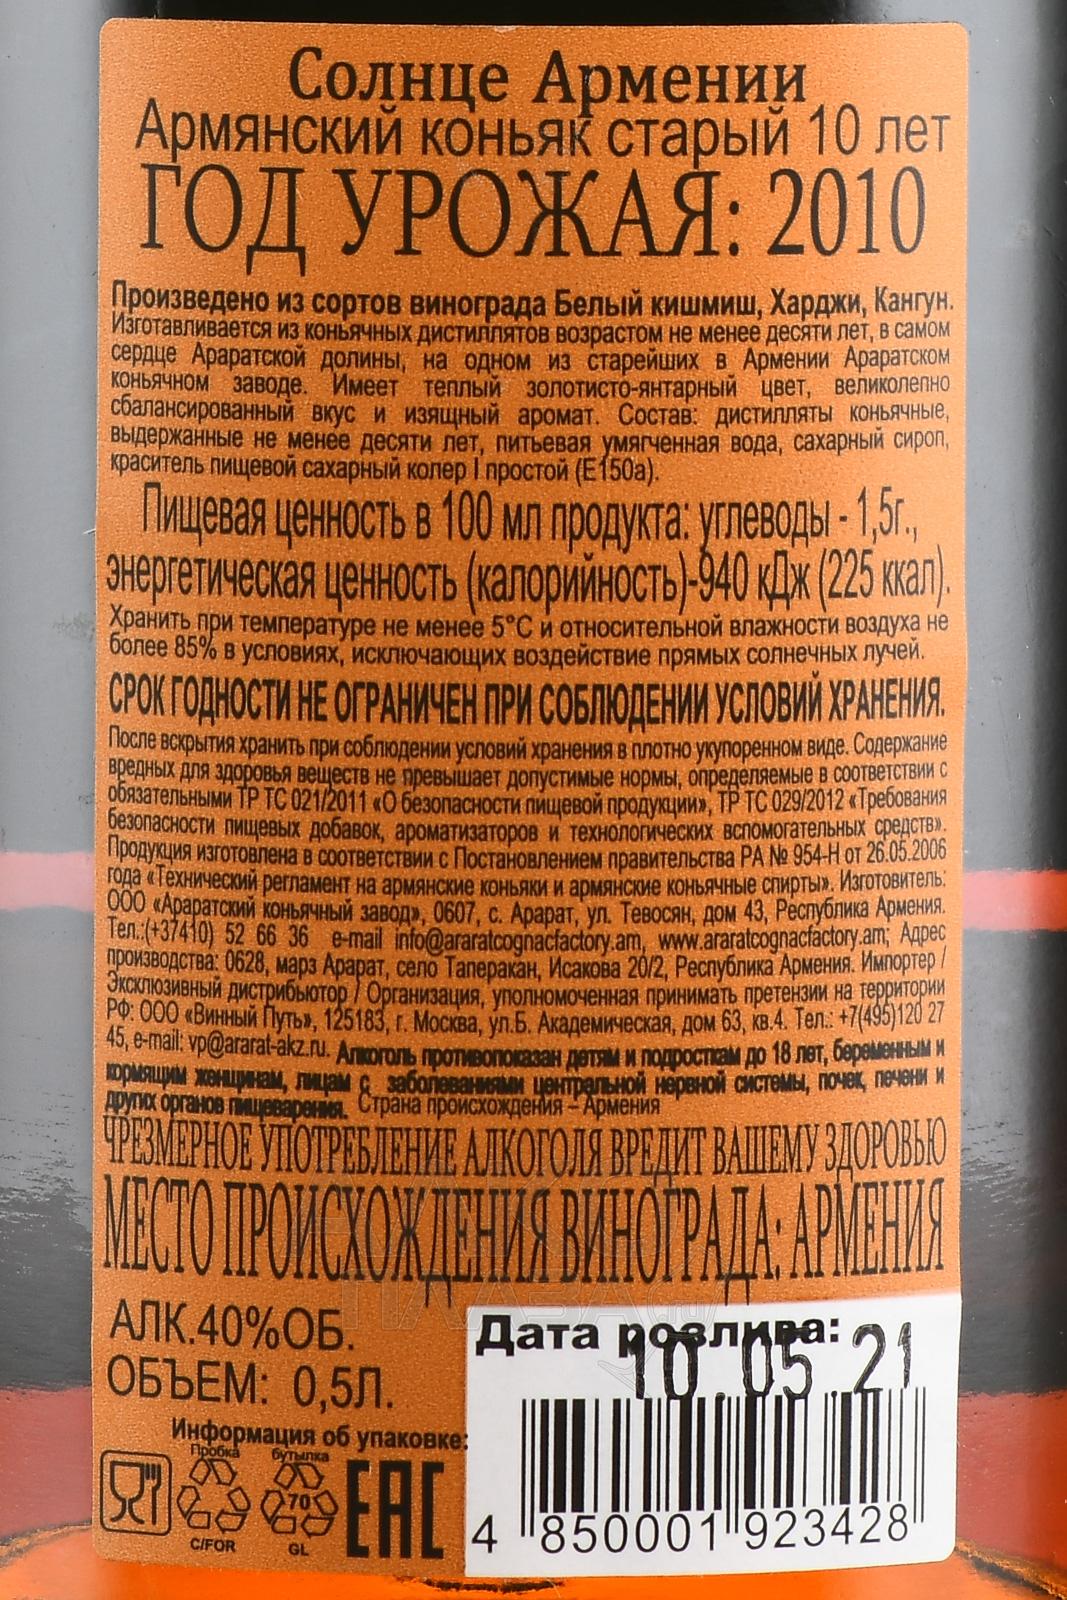 Солнце Армении
Армянский коньяк старый 10 лет
ГОД УРОЖАЯ: 2010
Произведено из сортов винограда Белый кишмиш, Харджи, Кангун.
Изготавливается из коньячных дистиллятов возрастом не менее десяти лет, в самом
сердце Араратской долины, на одном из старейших в Армении Араратском
коньячном заводе. Имеет теплый золотисто-янтарный цвет, великолепно
сбалансированный вкус и изящный аромат. Состав: дистилляты коньячные,
выдержанные не менее десяти лет, питьевая умягченная вода, сахарный сироп,
краситель пищевой сахарный колер I простой (Е150а).
Пищевая ценность в 100 мл продукта: углеводы - 1,5г.,
энергетическая ценность (калорийность)-940 кДж (225 ккал).
Хранить при температуре не менее 5°С и относительной влажности воздуха не
более 85% в условиях, исключающих воздействие прямых солнечных лучей.
СРОК ГОДНОСТИ НЕ ОГРАНИЧЕН ПРИ СОБЛЮДЕНИИ УСЛОВИЙ ХРАНЕНИЯ.
После вскрытия хранить при соблюдении условий хранения в плотно укупоренном виде. Содержание
вредных для здоровья веществ не превышает допустимые нормы, определяемые в соответствии с
обязательными ТР ТС 021/2011 «О безопасности пищевой продукции», ТР ТС 029/2012 «Требования
безопасности пищевых добавок, ароматизаторов и технологических вспомогательных средств».
Продукция изготовлена в соответствии с Постановлением правительства РА № 954-Н от 26.05.2006
года «Технический регламент на армянские коньяки и армянские коньячные спирты». Изготовитель:
ООО «Араратский коньячный завод», 0607, с. Арарат, ул. Тевосян, дом 43, Республика Армения.
Тел.:(+37410) 52 66 36 e-mail info@araratcognacfactory.am, www.araratcognacfactory.am; Адрес
производства: 0628, марз Арарат, село Таперакан, Исакова 20/2, Республика Армения. Импортер /
Эксклюзивный дистрибьютор / Организация, уполномоченная принимать претензии на территории
РФ: ООО «Винный Путь», 125183, г. Москва, ул.Б. Академическая, дом 63, кв.4. Тел.: +7(495)120 27
45, e-mail: vp@ararat-akz.ru. Алкоголь противопоказан детям и подросткам до 18 лет, беременным и
кормящим женщинам, лицам с заболеваниями центральной нервной системы, почек, печени и
других органов пищеварения. Страна происхождения – Армения
ЧРЕЗМЕРНОЕ УПОТРЕБЛЕНИЕ АЛКОГОЛЯ ВРЕДИТ ВАШЕМУ ЗДОРОВЬЮ
МЕСТО ПРОИСХОЖДЕНИЯ ВИНОГРАДА: АРМЕНИЯ
АЛК.40%ОБ.
ОБЪЕМ: 0,5Л.
Информация об упаковке:
Пробка бутылка
70
C/FOR GL
EAC
Дата розлива:
10.05.21
4 850001 923428